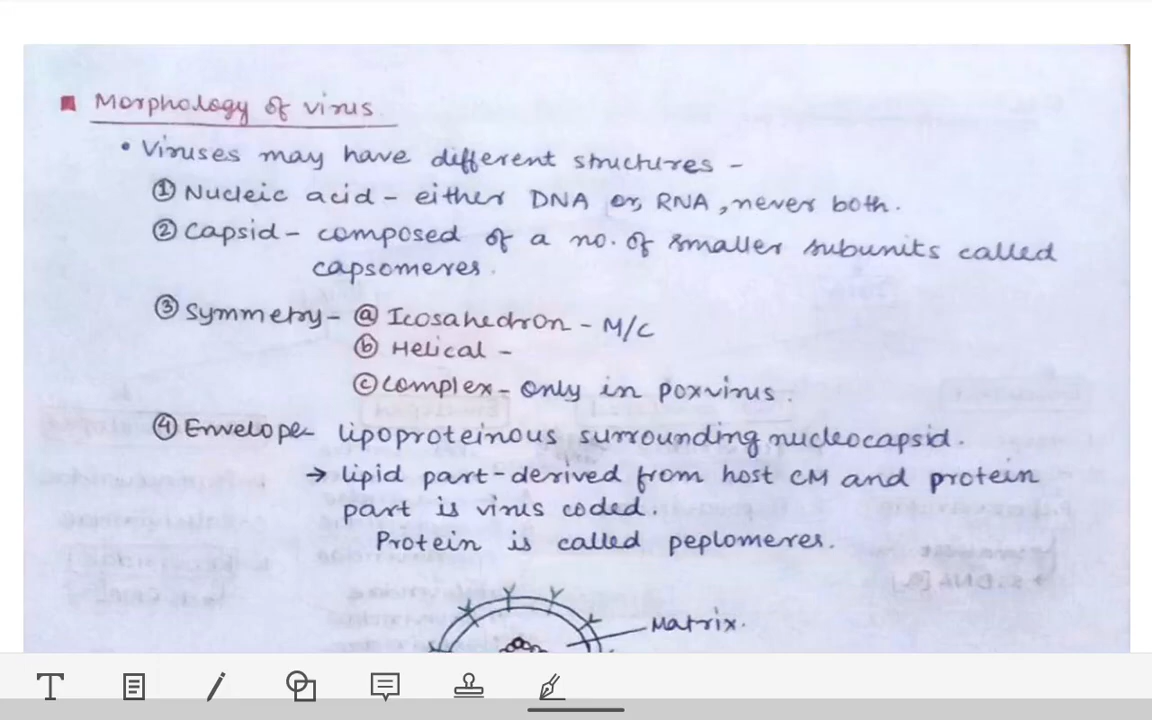 Morphology of virus
• Viruses may have different structures -
① Nucleic acid - either DNA or RNA, never both.
② Capsid - composed of a no. of smaller subunits called
capsomeres.
③ Symmetry - ⓐ Icosahedron - M/C
ⓑ Helical -
ⓒ Complex - only in poxvirus.
④ Envelope - lipoproteinous surrounding nucleocapsid.
→ lipid part - derived from host CM and protein
part is virus coded.
Protein is called peplomeres.
Matrix.
T